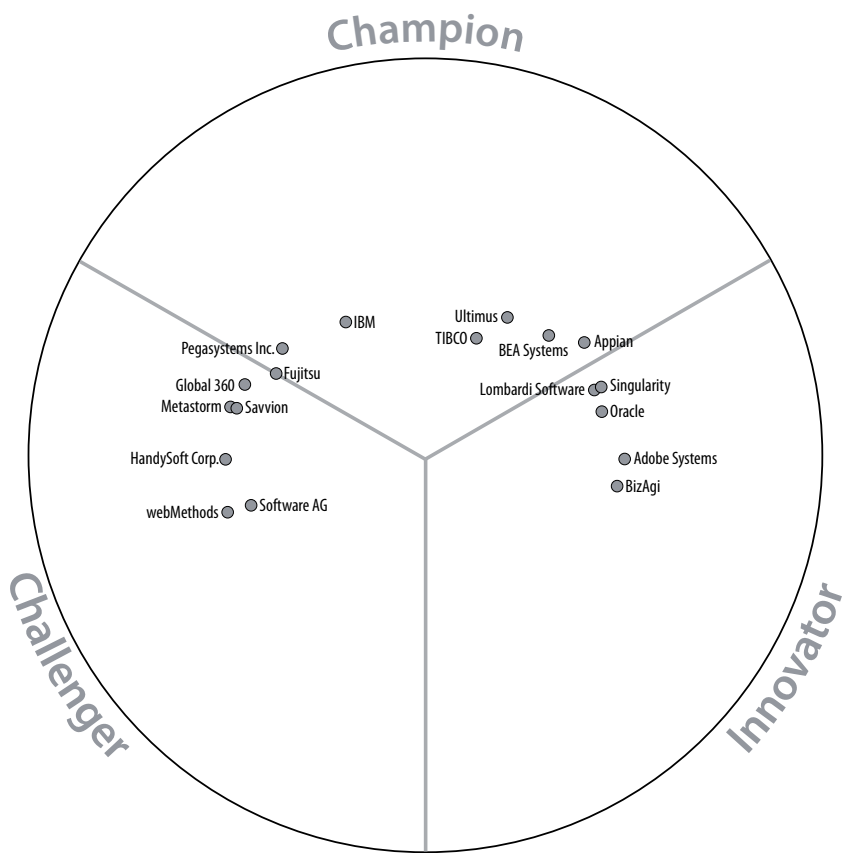 Champion
Ultimus
IBM
TIBCO
BEA Systems
Appian
Pegasystems Inc.
Fujitsu
Global 360
Singularity
Lombardi Software
Metastorm
Savvion
Oracle
HandySoft Corp.
Adobe Systems
BizAgi
Software AG
webMethods
Challenger
Innovator